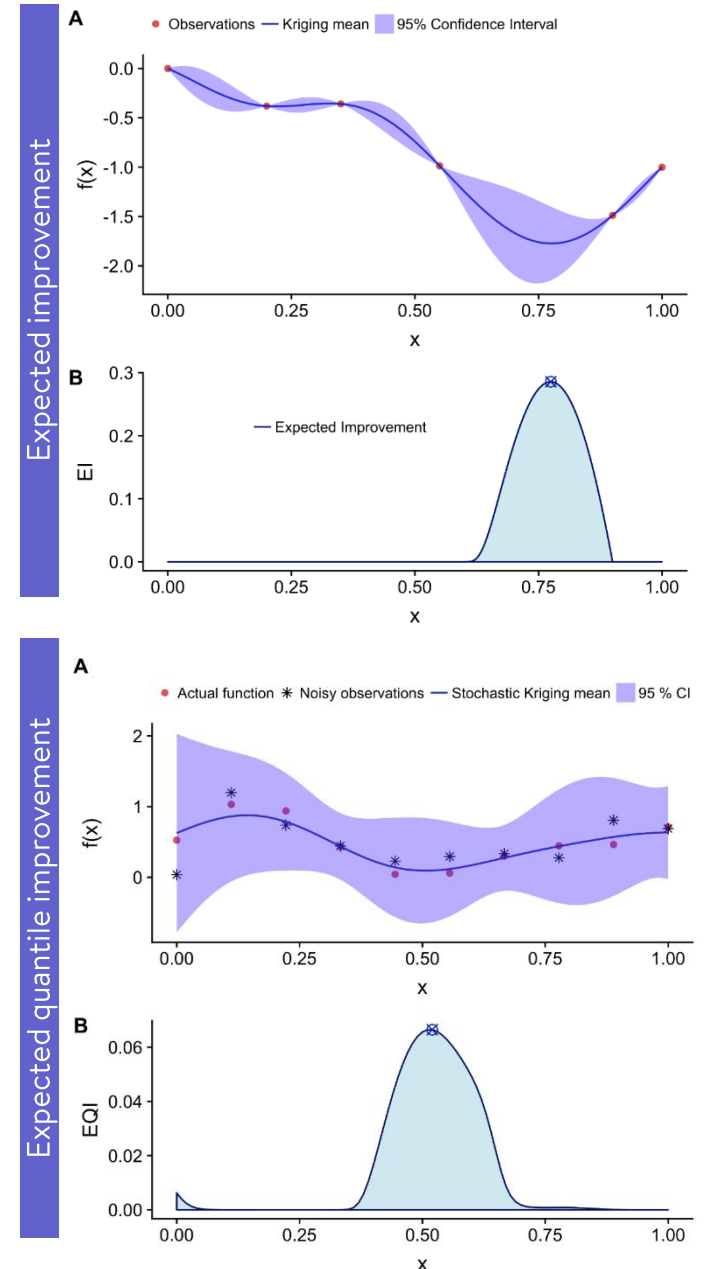 Expected improvement
A
Observations Kriging mean 95% Confidence Interval
f(x)
0.0
-0.5
-1.0
-1.5
-2.0
0.00 0.25 0.50 0.75 1.00
x
B
EI
0.3
0.2
0.1
0.0
Expected Improvement
0.00 0.25 0.50 0.75 1.00
x
Expected quantile improvement
A
Actual function Noisy observations Stochastic Kriging mean 95 % CI
f(x)
2
1
0
0.00 0.25 0.50 0.75 1.00
x
B
EQI
0.06
0.04
0.02
0.00
0.00 0.25 0.50 0.75 1.00
x